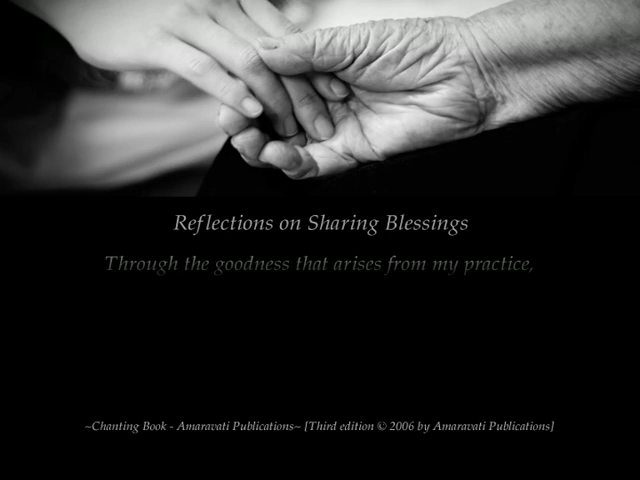 Reflections on Sharing Blessings
Through the goodness that arises from my practice,
~Chanting Book - Amaravati Publications~ [Third edition © 2006 by Amaravati Publications]